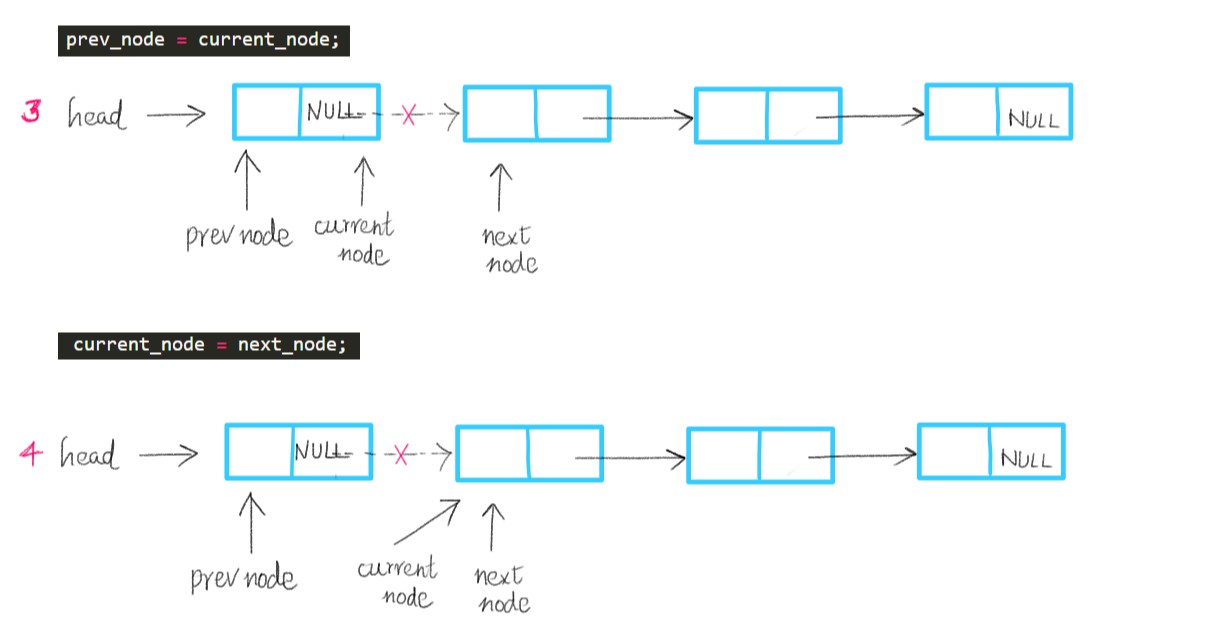 prev_node = current_node;
3 head NULL NULL
prev node current node next node
current_node = next_node;
4 head NULL NULL
prev node current node next node